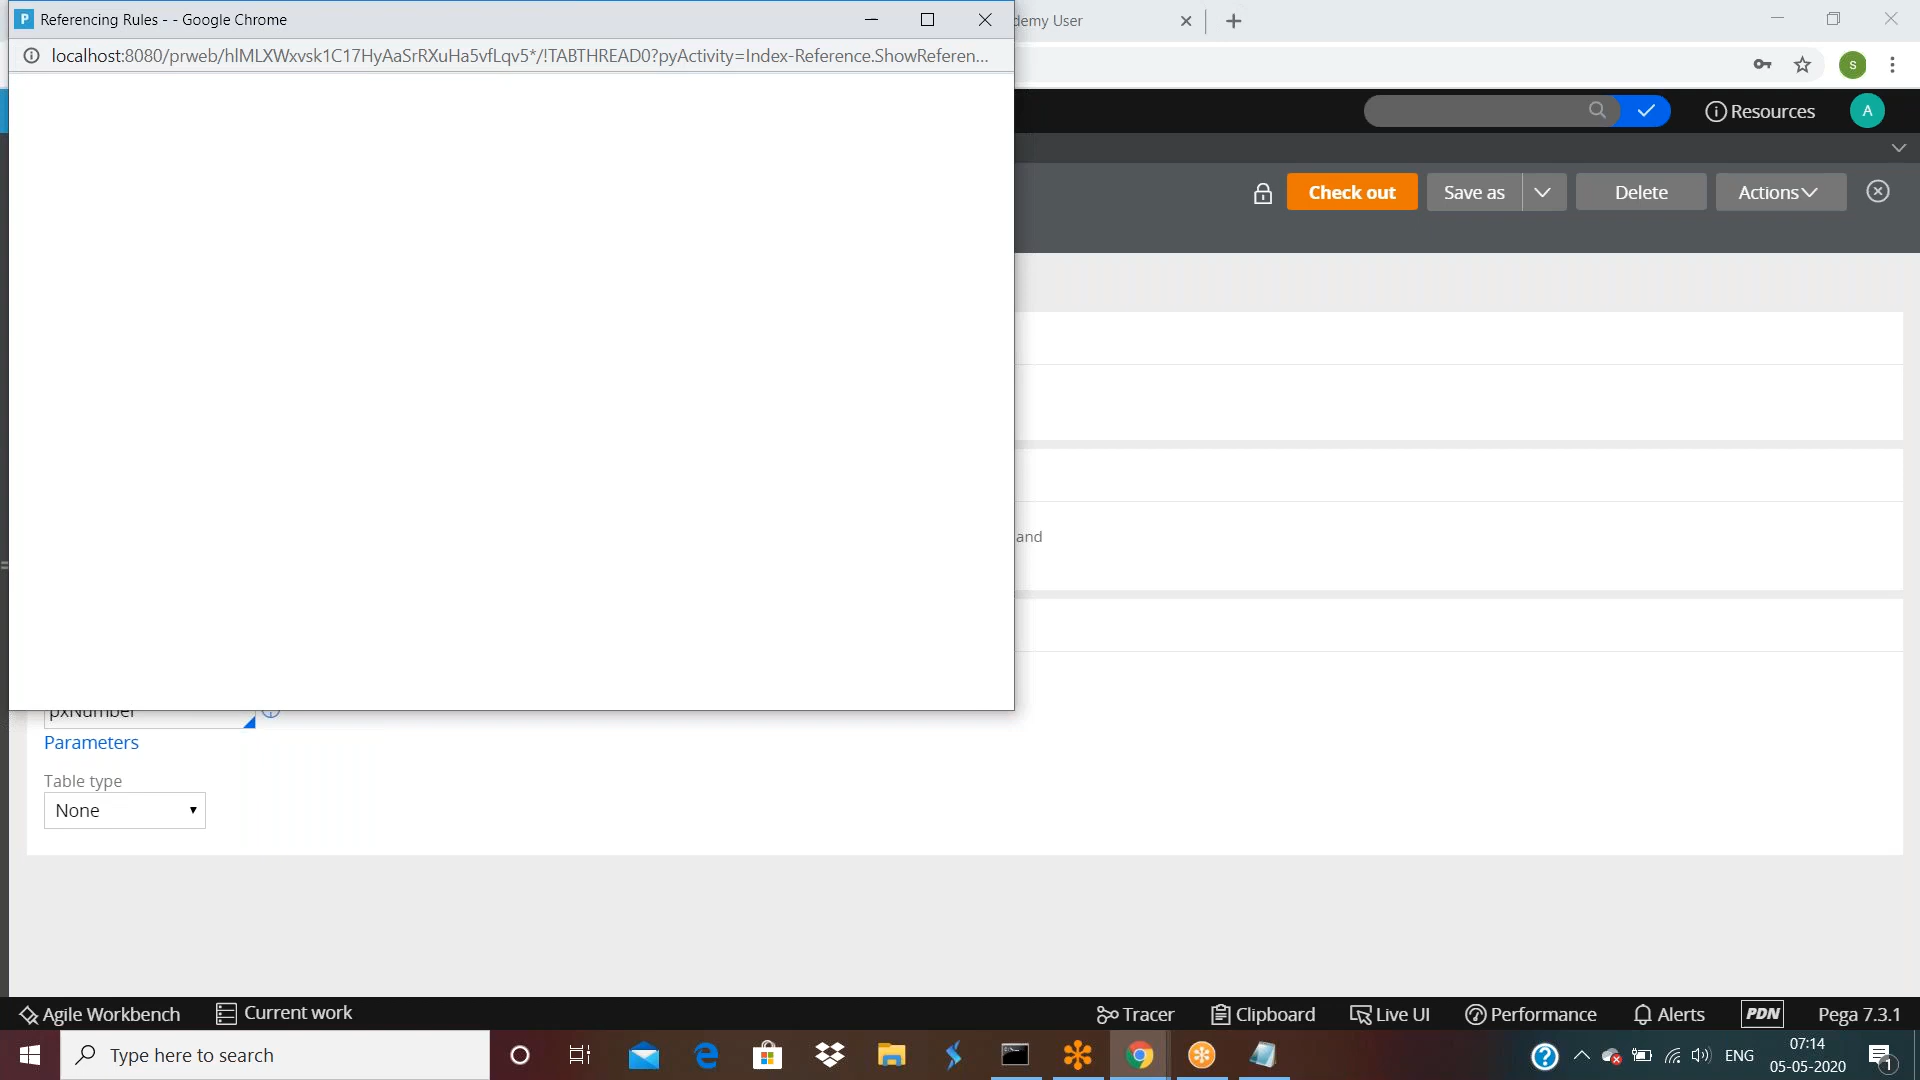 P Referencing Rules - - Google Chrome
demy User
localhost:8080/prweb/hlMLXWxvsk1C17HyAaSrRXuHa5vfLqv5*/!TABTHREAD0?pyActivity=Index-Reference.ShowReferen...
s
Resources
A
Check out
Save as
Delete
Actions
and
pxNumber
Parameters
Table type
None
Agile Workbench
Current work
Tracer
Clipboard
Live UI
Performance
Alerts
PDN
Pega 7.3.1
Type here to search
ENG
07:14
05-05-2020
1